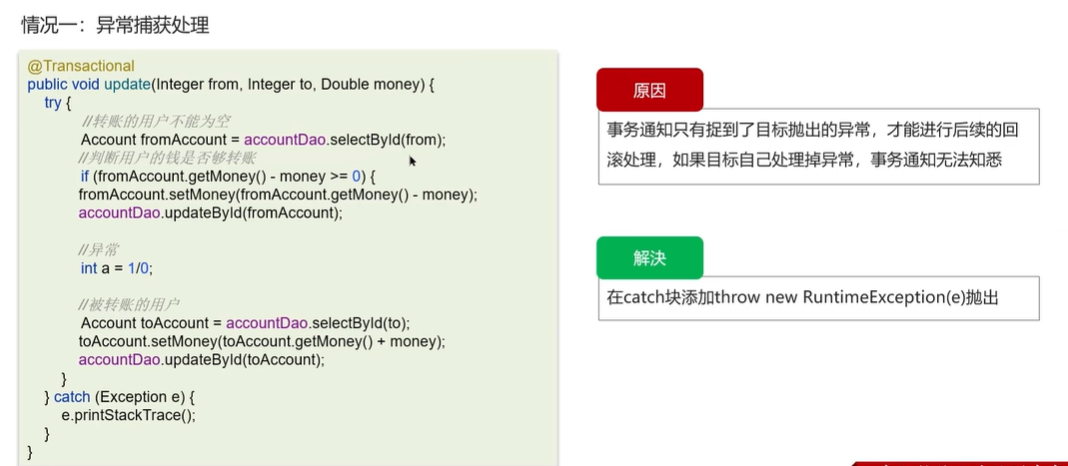 情况一：异常捕获处理
@Transactional
public void update(Integer from, Integer to, Double money) {
try {
//转账的用户不能为空
Account fromAccount = accountDao.selectById(from);
//判断用户的钱是否够转账
if (fromAccount.getMoney() - money >= 0) {
fromAccount.setMoney(fromAccount.getMoney() - money);
accountDao.updateById(fromAccount);
//异常
int a = 1/0;
//被转账的用户
Account toAccount = accountDao.selectById(to);
toAccount.setMoney(toAccount.getMoney() + money);
accountDao.updateById(toAccount);
}
} catch (Exception e) {
e.printStackTrace();
}
}
原因
事务通知只有捉到了目标抛出的异常，才能进行后续的回
滚处理，如果目标自己处理掉异常，事务通知无法知悉
解决
在catch块添加throw new RuntimeException(e)抛出